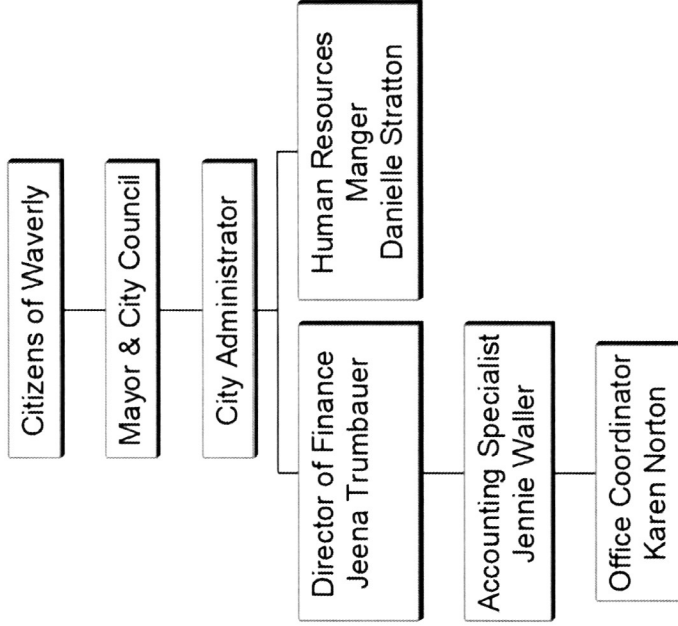 Citizens of Waverly
Mayor & City Council
City Administrator
Director of Finance
Jeena Trumbauer
Human Resources
Manger
Danielle Stratton
Accounting Specialist
Jennie Waller
Office Coordinator
Karen Norton